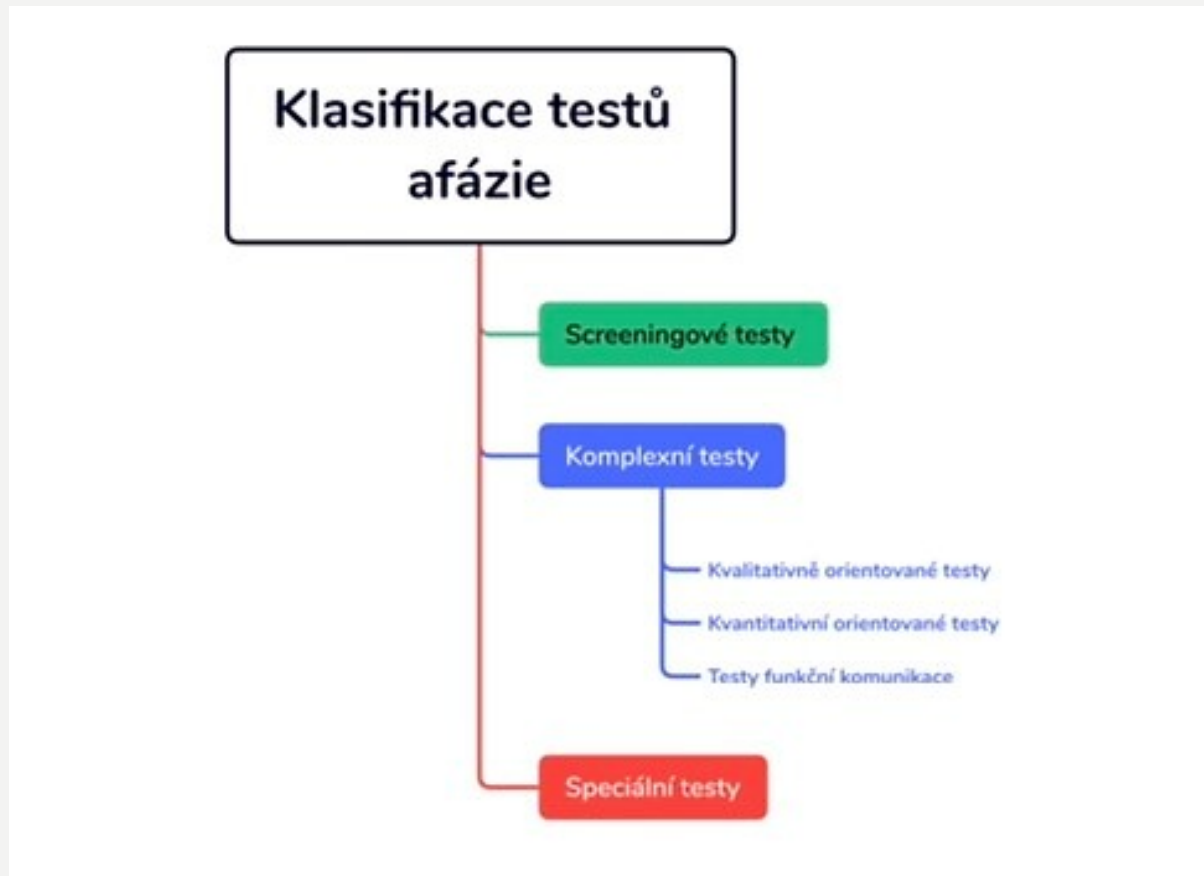 Klasifikace testů
afázie
Screeningové testy
Komplexní testy
Kvalitativně orientované testy
Kvantitativní orientované testy
Testy funkční komunikace
Speciální testy